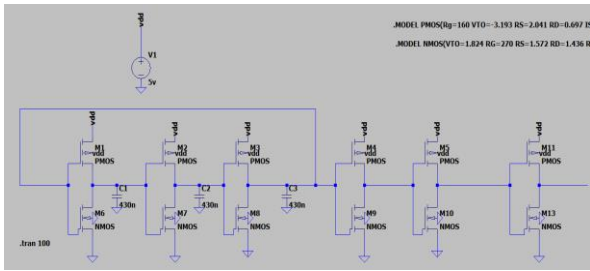 vdd
.MODEL PMOS(Rg=160 VTO=-3.193 RS=2.041 RD=0.697 IS
.MODEL NMOS(VTO=1.824 RG=270 RS=1.572 RD=1.436 R
V1
5v
vdd vdd vdd vdd vdd vdd
M1 M2 M3 M4 M5 M11
vdd vdd vdd vdd vdd vdd
PMOS PMOS PMOS PMOS PMOS PMOS
C1 C2 C3
430n 430n 430n
M6 M7 M8 M9 M10 M13
NMOS NMOS NMOS NMOS NMOS NMOS
.tran 100